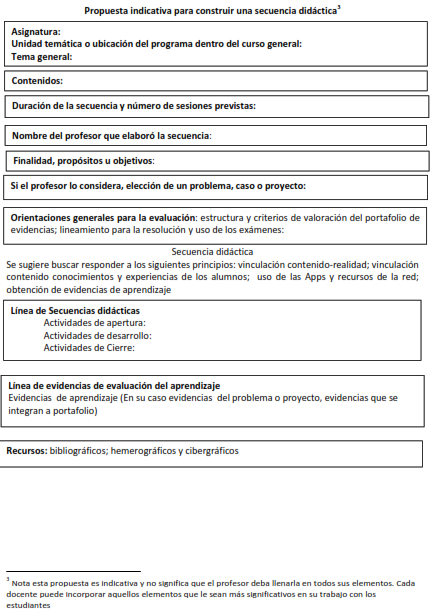 Propuesta indicativa para construir una secuencia didáctica³
Asignatura:
Unidad temática o ubicación del programa dentro del curso general:
Tema general:
Contenidos:
Duración de la secuencia y número de sesiones previstas:
Nombre del profesor que elaboró la secuencia:
Finalidad, propósitos u objetivos:
Si el profesor lo considera, elección de un problema, caso o proyecto:
Orientaciones generales para la evaluación: estructura y criterios de valoración del portafolio de
evidencias; lineamiento para la resolución y uso de los exámenes:
Secuencia didáctica
Se sugiere buscar responder a los siguientes principios: vinculación contenido-realidad; vinculación
contenido conocimientos y experiencias de los alumnos; uso de las Apps y recursos de la red;
obtención de evidencias de aprendizaje
Línea de Secuencias didácticas
Actividades de apertura:
Actividades de desarrollo:
Actividades de Cierre:
Línea de evidencias de evaluación del aprendizaje
Evidencias de aprendizaje (En su caso evidencias del problema o proyecto, evidencias que se
integran a portafolio)
Recursos: bibliográficos; hemerográficos y cibergráficos
³ Nota esta propuesta es indicativa y no significa que el profesor deba llenarla en todos sus elementos. Cada
docente puede incorporar aquellos elementos que le sean más significativos en su trabajo con los
estudiantes